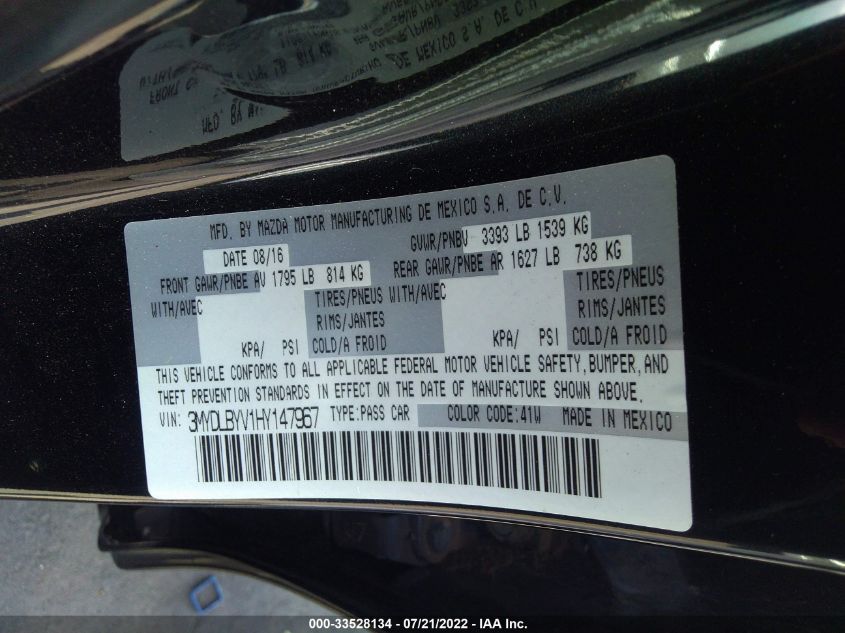 MFD. BY MAZDA MOTOR MANUFACTURING DE MEXICO S.A. DE C.V.
DATE 08/16 GVWR/PNBV 3393 LB 1539 KG
FRONT GAWR/PNBE AV 1795 LB 814 KG REAR GAWR/PNBE AR 1627 LB 738 KG
WITH/AVEC TIRES/PNEUS WITH/AVEC TIRES/PNEUS
RIMS/JANTES RIMS/JANTES
KPA/ PSI COLD/A FROID KPA/ PSI COLD/A FROID
THIS VEHICLE CONFORMS TO ALL APPLICABLE FEDERAL MOTOR VEHICLE SAFETY, BUMPER, AND
THEFT PREVENTION STANDARDS IN EFFECT ON THE DATE OF MANUFACTURE SHOWN ABOVE.
VIN: 3MYDLBYV1HY147967 TYPE:PASS CAR COLOR CODE:41W MADE IN MEXICO
000-33528134 - 07/21/2022 - IAA Inc.